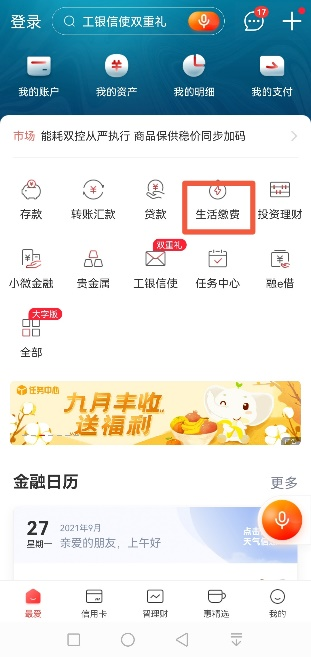 登录 工银信使双重礼 17
我的账户 我的资产 我的明细 我的支付
市场 能耗双控从严执行 商品保供稳价同步加码
存款 转账汇款 贷款 生活缴费 投资理财
双重礼
小微金融 贵金属 工银信使 任务中心 融e借
大字版
全部
任务中心
九月丰收
送福利
广告
金融日历 更多
27 2021年9月
星期一 亲爱的朋友，上午好
点击
天气信息
最爱 信用卡 智理财 惠精选 我的